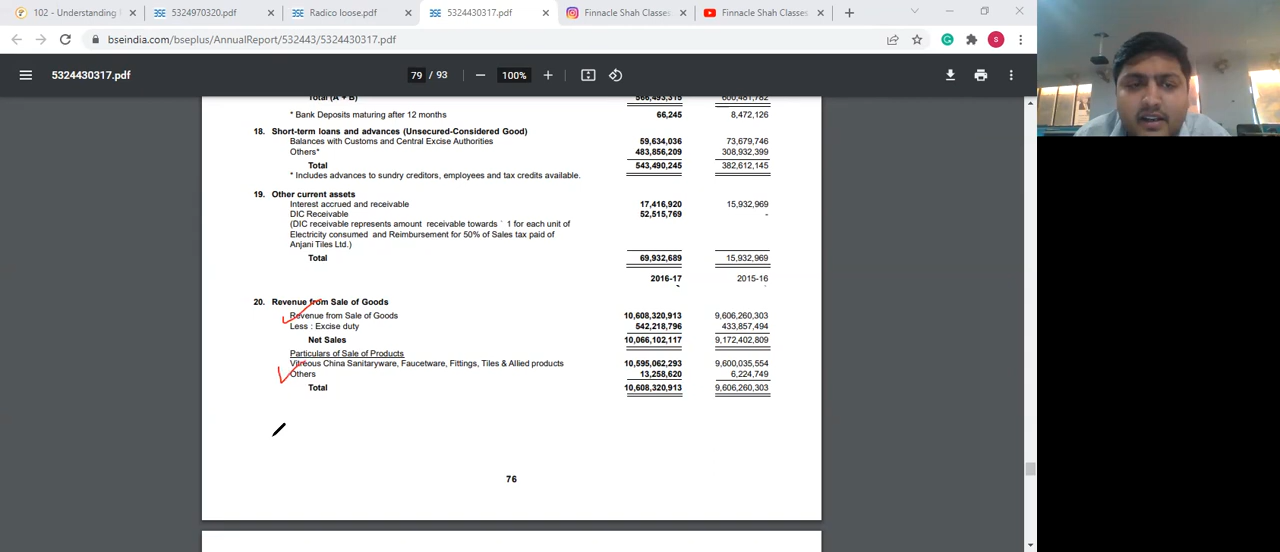 102 - Understanding
5324970320.pdf
Radico loose.pdf
5324430317.pdf
Finnacle Shah Classes
Finnacle Shah Classes
bseindia.com/bseplus/AnnualReport/532443/5324430317.pdf
S
5324430317.pdf
79 / 93
100%
Total (A + B) 566,493,315 600,481,782
* Bank Deposits maturing after 12 months 66,245 8,472,126
18. Short-term loans and advances (Unsecured-Considered Good)
Balances with Customs and Central Excise Authorities 59,634,036 73,679,746
Others* 483,856,209 308,932,399
Total 543,490,245 382,612,145
* Includes advances to sundry creditors, employees and tax credits available.
19. Other current assets
Interest accrued and receivable 17,416,920 15,932,969
DIC Receivable 52,515,769 -
(DIC receivable represents amount receivable towards ` 1 for each unit of
Electricity consumed and Reimbursement for 50% of Sales tax paid of
Anjani Tiles Ltd.)
Total 69,932,689 15,932,969
2016-17 2015-16
20. Revenue from Sale of Goods
Revenue from Sale of Goods 10,608,320,913 9,606,260,303
Less : Excise duty 542,218,796 433,857,494
Net Sales 10,066,102,117 9,172,402,809
Particulars of Sale of Products
Vitreous China Sanitaryware, Faucetware, Fittings, Tiles & Allied products 10,595,062,293 9,600,035,554
Others 13,258,620 6,224,749
Total 10,608,320,913 9,606,260,303
76